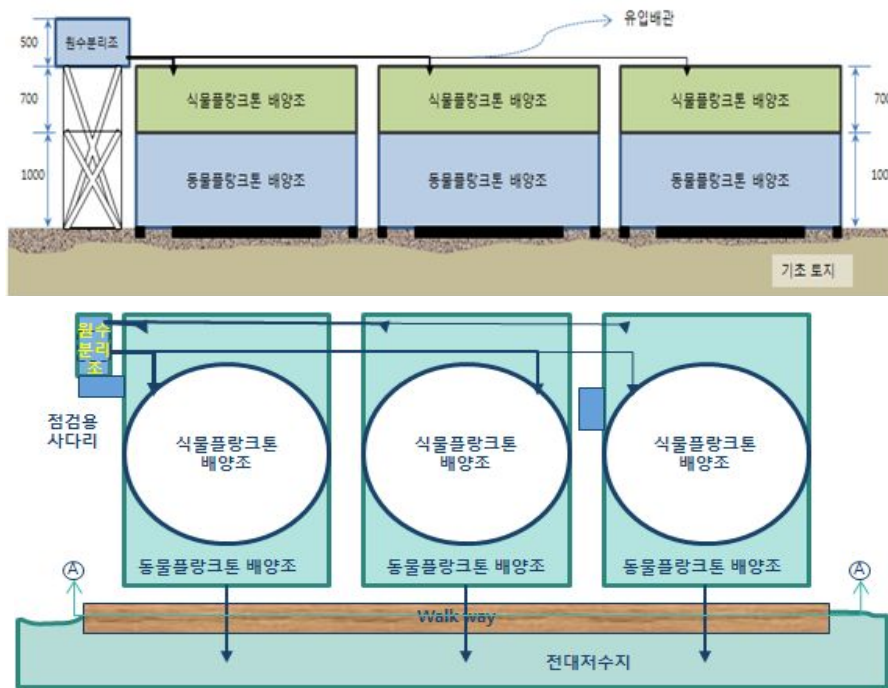 500
원수분리조
유입배관
700
식물플랑크톤 배양조
식물플랑크톤 배양조
식물플랑크톤 배양조
700
1000
동물플랑크톤 배양조
동물플랑크톤 배양조
동물플랑크톤 배양조
100
기초 토지
원수
분리
조
점검용
사다리
식물플랑크톤
배양조
식물플랑크톤
배양조
식물플랑크톤
배양조
동물플랑크톤 배양조
동물플랑크톤 배양조
동물플랑크톤 배양조
A
A
Walk way
전대저수지